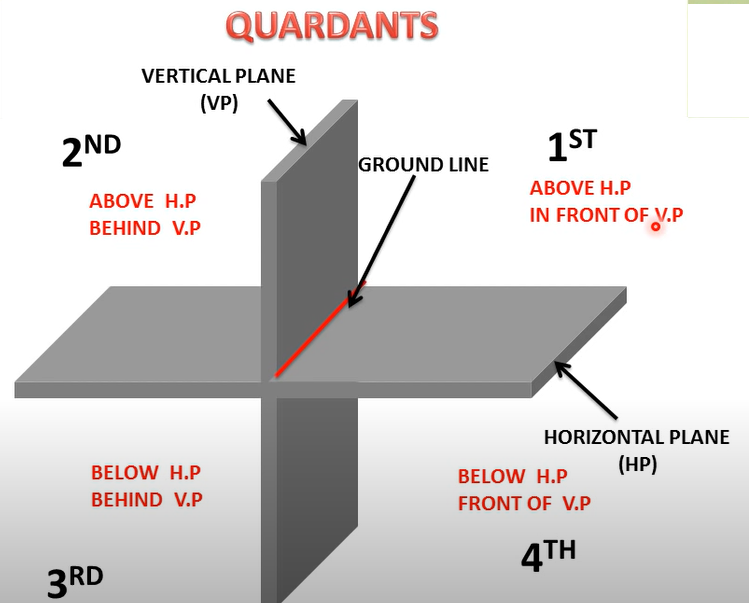 QUARDANTS
VERTICAL PLANE
(VP)
2ND
ABOVE H.P
BEHIND V.P
GROUND LINE
1ST
ABOVE H.P
IN FRONT OF V.P
HORIZONTAL PLANE
(HP)
BELOW H.P
BEHIND V.P
3RD
BELOW H.P
FRONT OF V.P
4TH